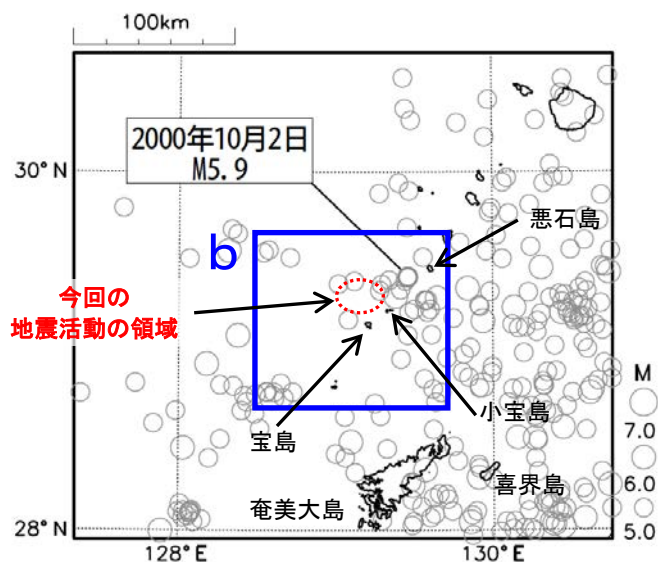 100km
2000年10月2日
M5.9
30°N
悪石島
b
今回の
地震活動の領域
M
7.0
小宝島
宝島
喜界島
6.0
奄美大島
5.0
28°N
128°E
130°E